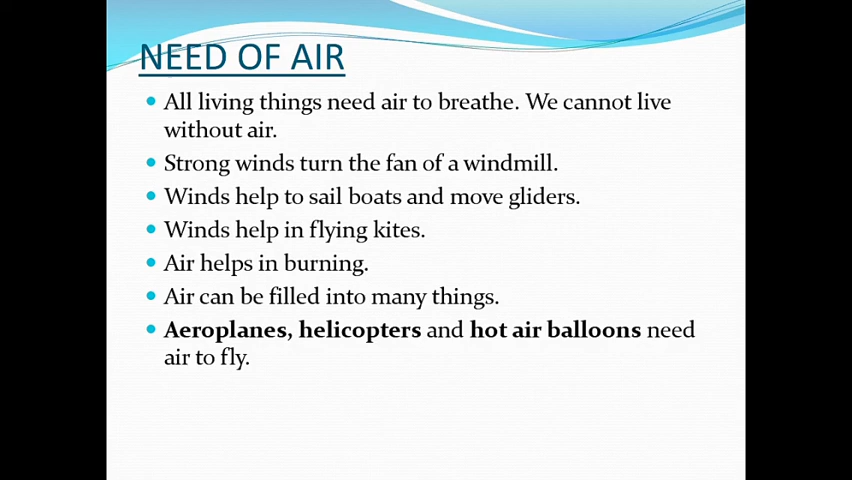 NEED OF AIR
All living things need air to breathe. We cannot live
without air.
Strong winds turn the fan of a windmill.
Winds help to sail boats and move gliders.
Winds help in flying kites.
Air helps in burning.
Air can be filled into many things.
Aeroplanes, helicopters and hot air balloons need
air to fly.